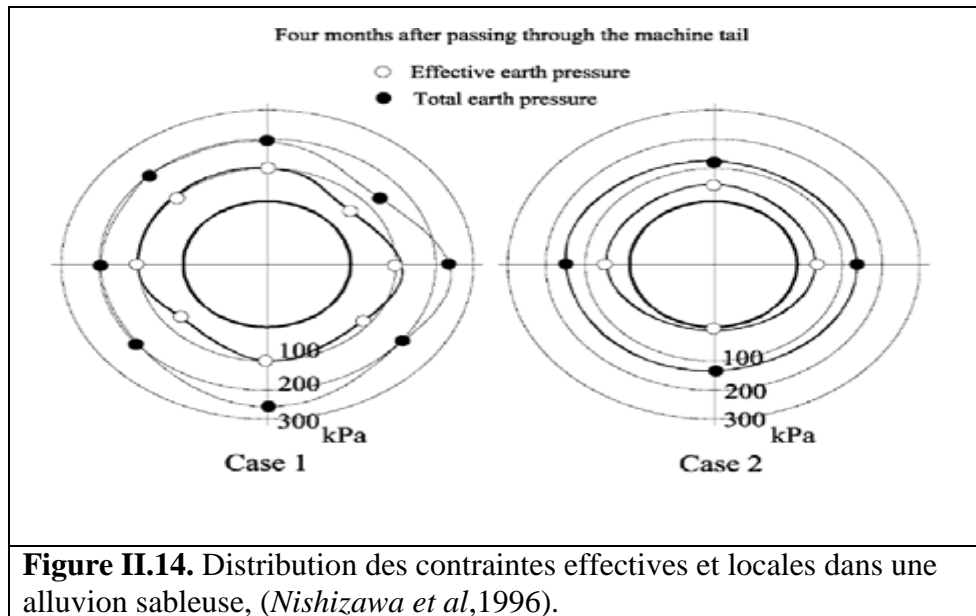 Four months after passing through the machine tail
Effective earth pressure
Total earth pressure
100
200
300
kPa
Case 1
100
200
300
kPa
Case 2
Figure II.14. Distribution des contraintes effectives et locales dans une
alluvion sableuse, (Nishizawa et al,1996).